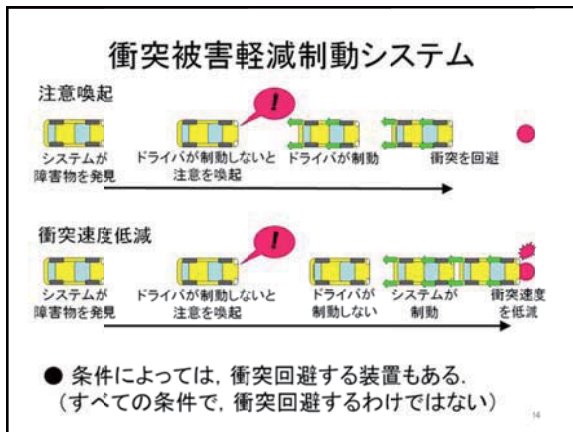 衝突被害軽減制動システム
注意喚起
!
システムが
障害物を発見
ドライバが制動しないと
注意を喚起
ドライバが制動
衝突を回避
衝突速度低減
!
システムが
障害物を発見
ドライバが制動しないと
注意を喚起
ドライバが
制動しない
システムが
制動
衝突速度
を低減
● 条件によっては，衝突回避する装置もある．
（すべての条件で，衝突回避するわけではない）
14